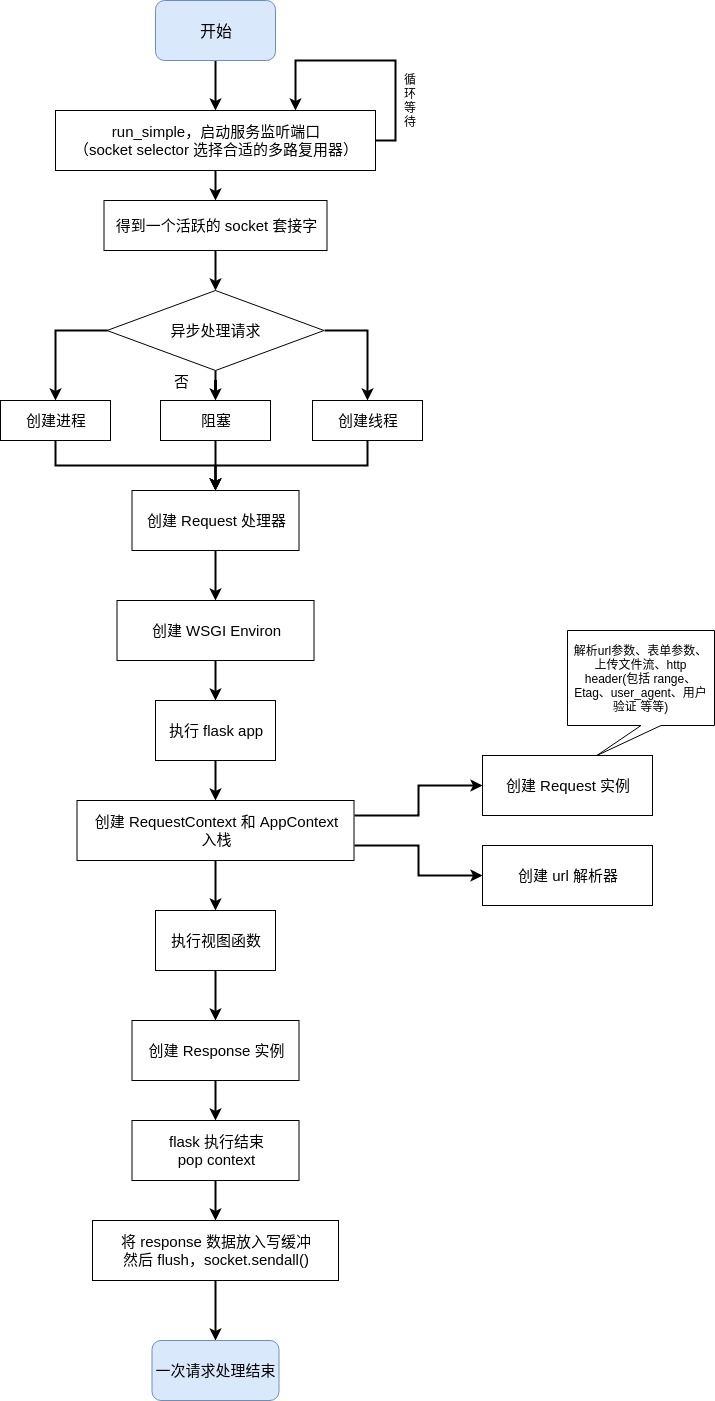 开始
循
环
等
待
run_simple，启动服务监听端口
（socket selector 选择合适的多路复用器）
得到一个活跃的 socket 套接字
异步处理请求
否
创建进程
阻塞
创建线程
创建 Request 处理器
创建 WSGI Environ
解析url参数、表单参数、
上传文件流、http
header(包括 range、
Etag、user_agent、用户
验证 等等)
执行 flask app
创建 Request 实例
创建 RequestContext 和 AppContext
入栈
创建 url 解析器
执行视图函数
创建 Response 实例
flask 执行结束
pop context
将 response 数据放入写缓冲
然后 flush，socket.sendall()
一次请求处理结束